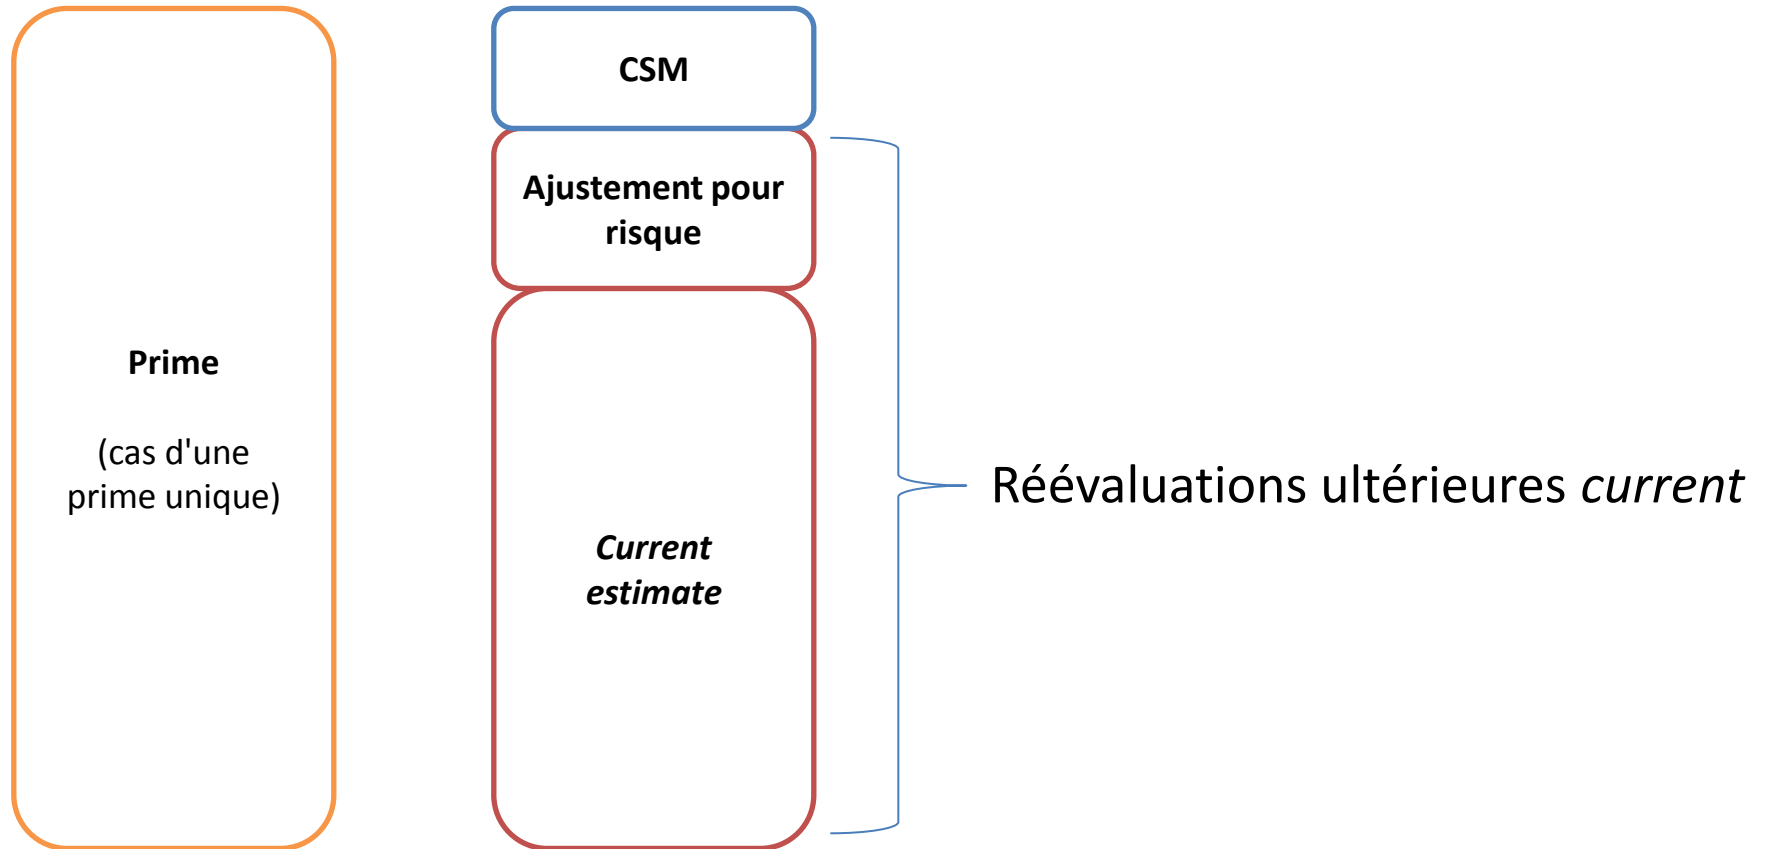 Prime
(cas d'une
prime unique)
CSM
Ajustement pour
risque
Current
estimate
Réévaluations ultérieures current